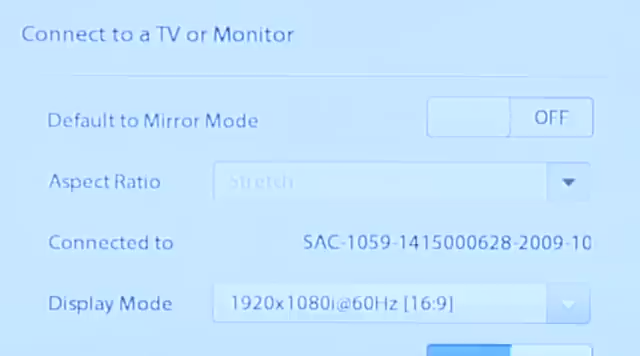 Connect to a TV or Monitor
Default to Mirror Mode OFF
Aspect Ratio Stretch
Connected to SAC-1059-1415000628-2009-10
Display Mode 1920x1080i@60Hz [16:9]